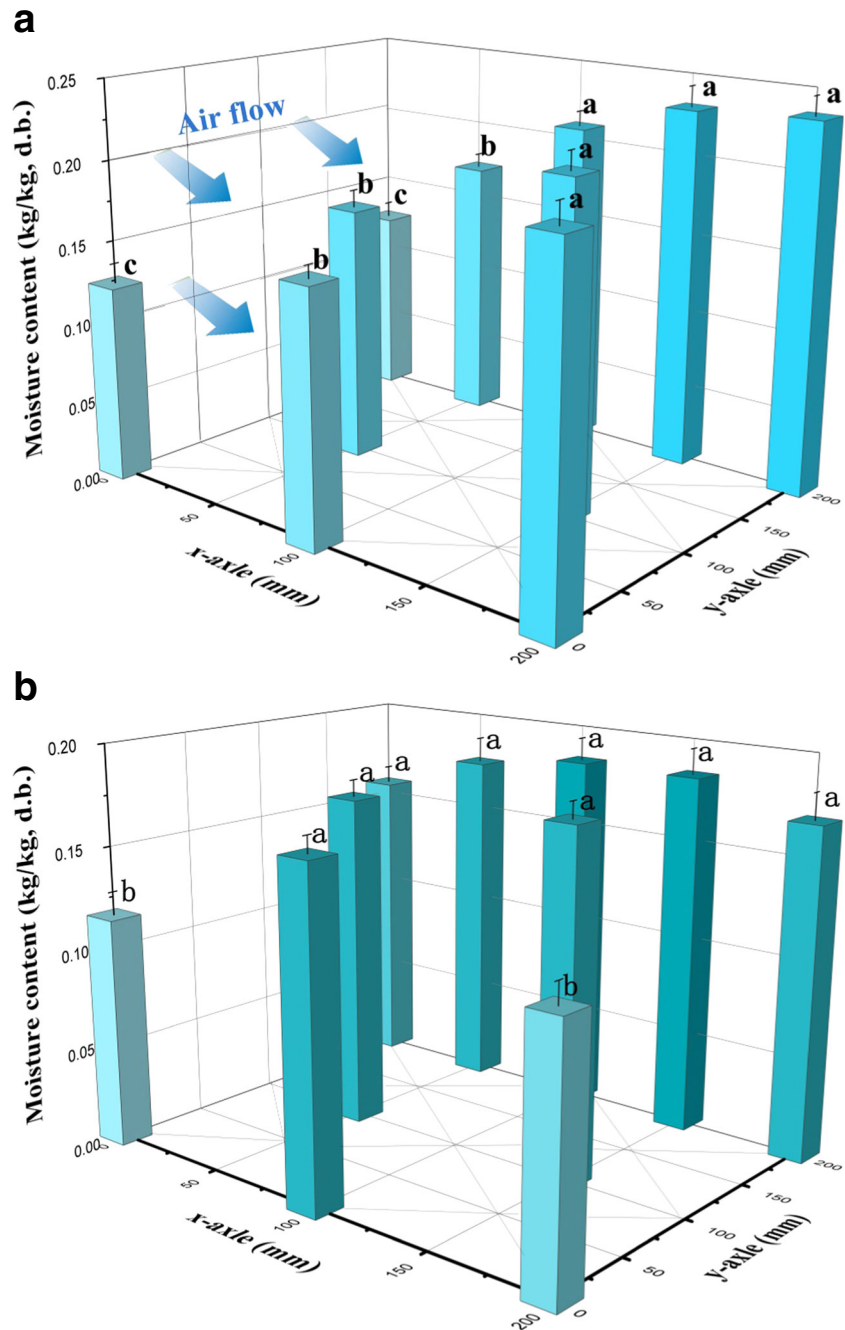 a
0.25
a
a
a
Air flow
0.20
b
a
b
c
a
0.15
c
b
Moisture content (kg/kg, d.b.)
0.10
0.05
0.00
0
50
x-axle (mm)
100
150
200
0
50
100
150
200
y-axle (mm)
b
0.20
a
a
a
a
a
a
0.15
a
a
b
Moisture content (kg/kg, d.b.)
0.10
b
0.05
0.00
0
50
x-axle (mm)
100
150
200
0
50
100
150
200
y-axle (mm)